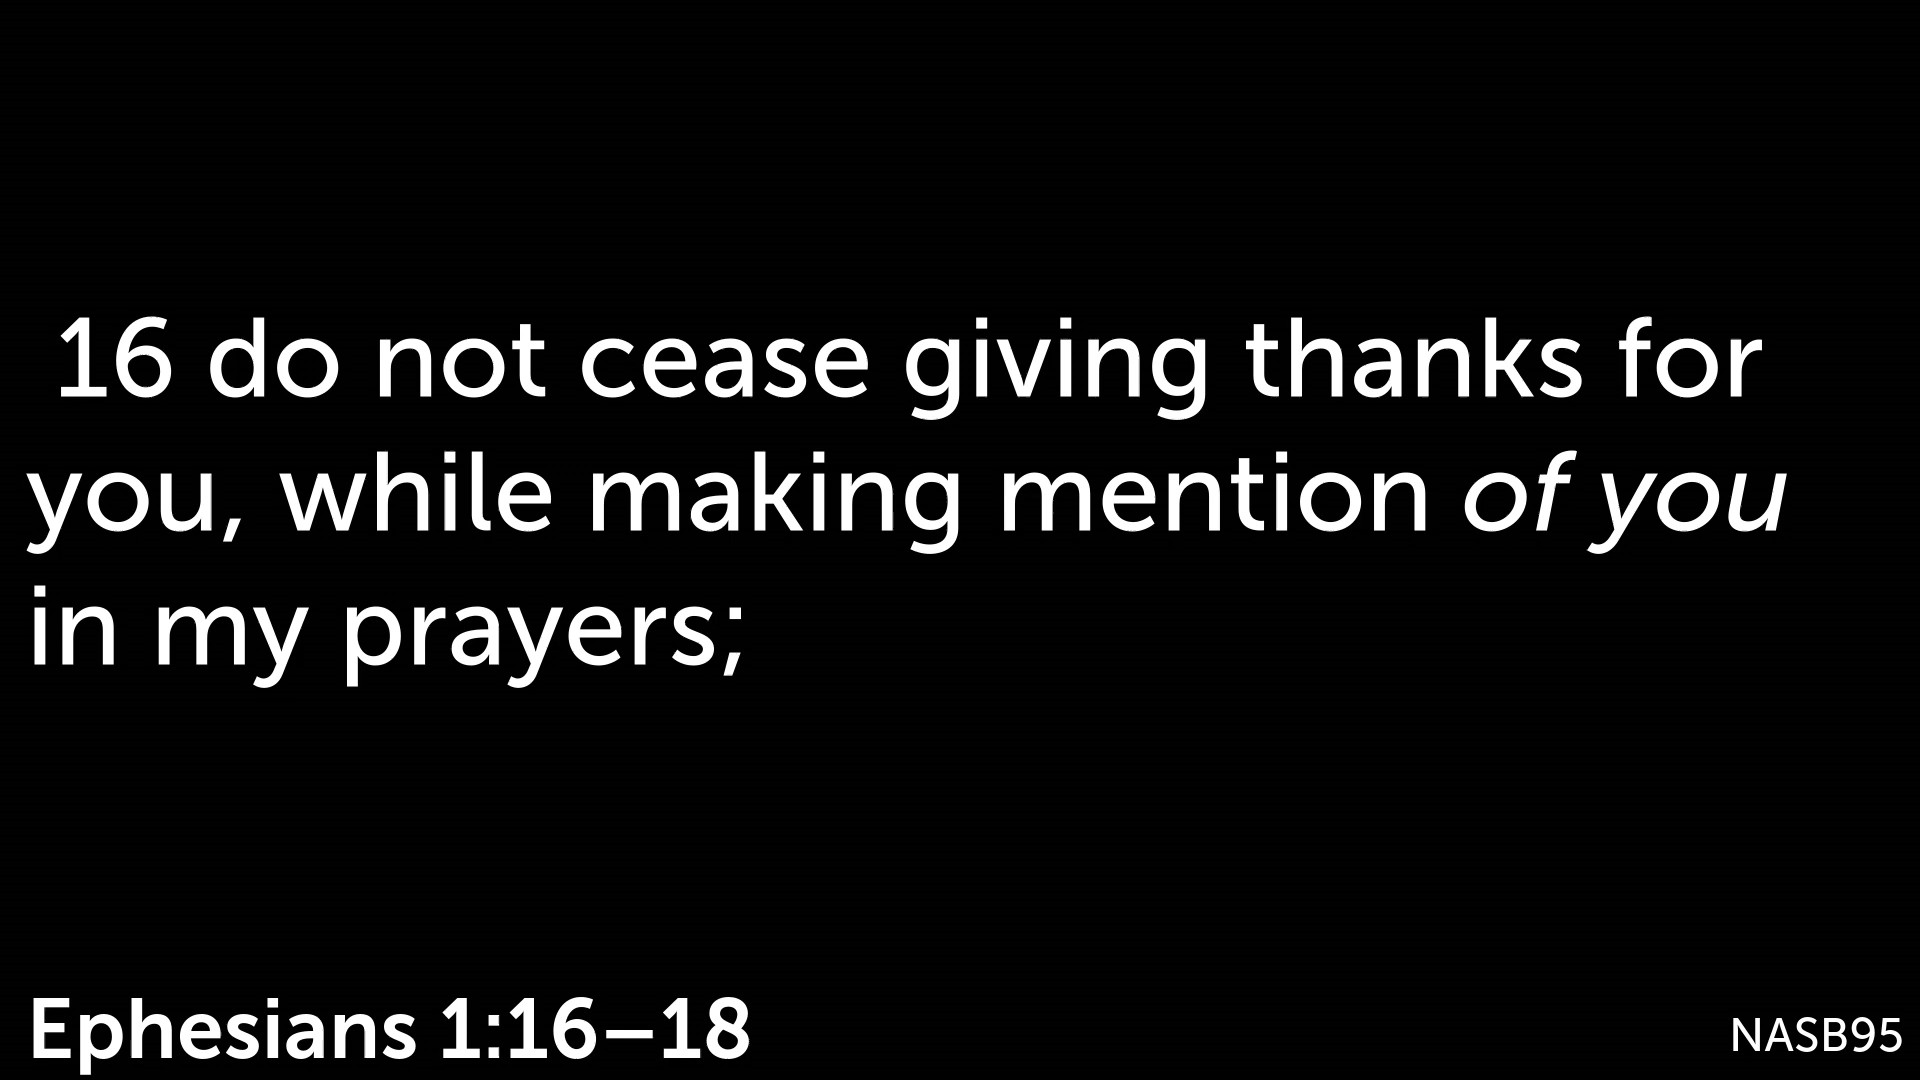 16 do not cease giving thanks for
you, while making mention of you
in my prayers;
Ephesians 1:16–18
NASB95